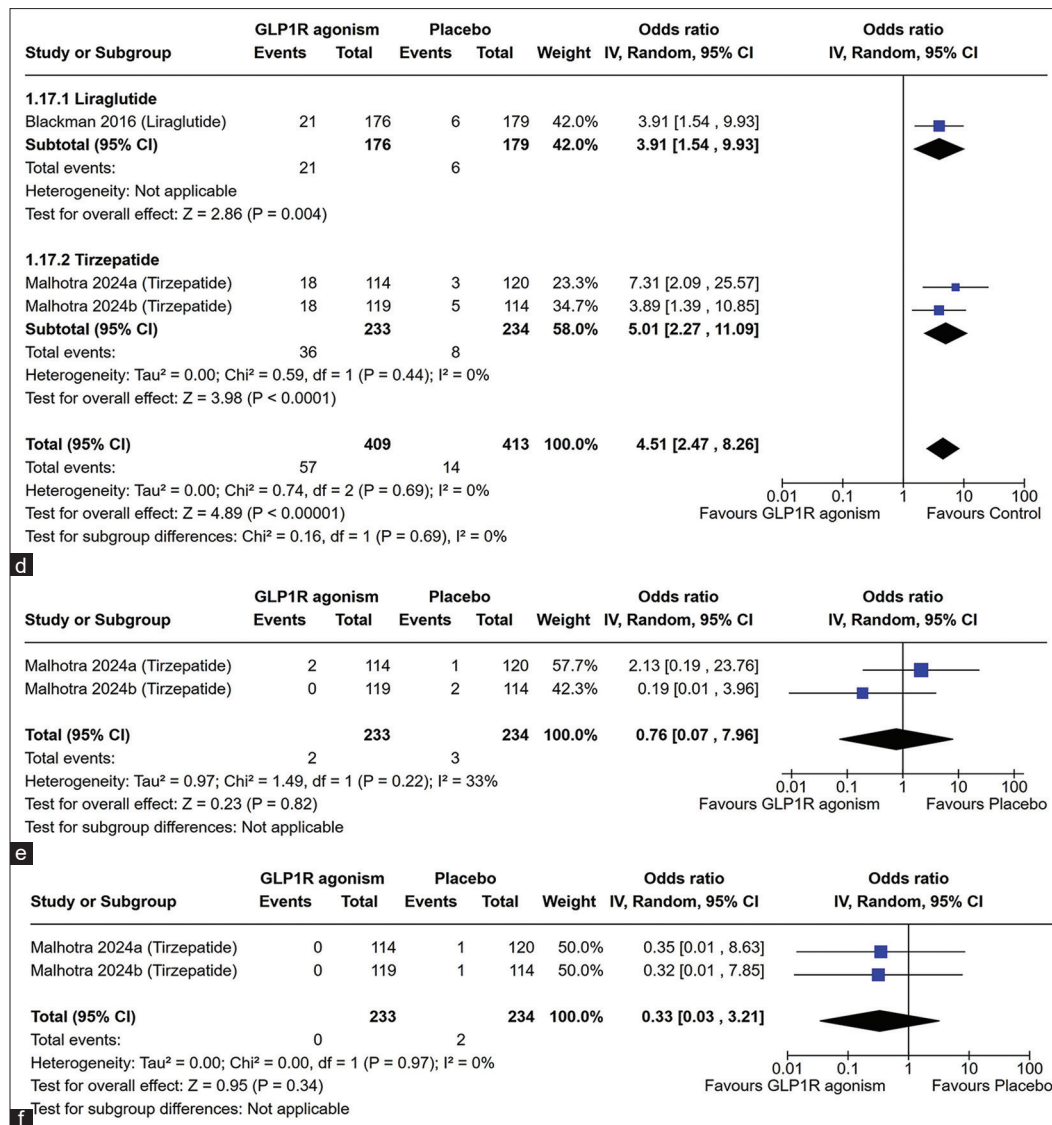 GLP1R agonism Placebo Odds ratio Odds ratio
Study or Subgroup Events Total Events Total Weight IV, Random, 95% CI IV, Random, 95% CI
1.17.1 Liraglutide
Blackman 2016 (Liraglutide) 21 176 6 179 42.0% 3.91 [1.54 , 9.93]
Subtotal (95% CI) 176 179 42.0% 3.91 [1.54 , 9.93]
Total events: 21 6
Heterogeneity: Not applicable
Test for overall effect: Z = 2.86 (P = 0.004)
1.17.2 Tirzepatide
Malhotra 2024a (Tirzepatide) 18 114 3 120 23.3% 7.31 [2.09 , 25.57]
Malhotra 2024b (Tirzepatide) 18 119 5 114 34.7% 3.89 [1.39 , 10.85]
Subtotal (95% CI) 233 234 58.0% 5.01 [2.27 , 11.09]
Total events: 36 8
Heterogeneity: Tau² = 0.00; Chi² = 0.59, df = 1 (P = 0.44); I² = 0%
Test for overall effect: Z = 3.98 (P < 0.0001)
Total (95% CI) 409 413 100.0% 4.51 [2.47 , 8.26]
Total events: 57 14
Heterogeneity: Tau² = 0.00; Chi² = 0.74, df = 2 (P = 0.69); I² = 0%
Test for overall effect: Z = 4.89 (P < 0.00001)
Test for subgroup differences: Chi² = 0.16, df = 1 (P = 0.69), I² = 0%
0.01 0.1 1 10 100
Favours GLP1R agonism Favours Control
d
GLP1R agonism Placebo Odds ratio Odds ratio
Study or Subgroup Events Total Events Total Weight IV, Random, 95% CI IV, Random, 95% CI
Malhotra 2024a (Tirzepatide) 2 114 1 120 57.7% 2.13 [0.19 , 23.76]
Malhotra 2024b (Tirzepatide) 0 119 2 114 42.3% 0.19 [0.01 , 3.96]
Total (95% CI) 233 234 100.0% 0.76 [0.07 , 7.96]
Total events: 2 3
Heterogeneity: Tau² = 0.97; Chi² = 1.49, df = 1 (P = 0.22); I² = 33%
Test for overall effect: Z = 0.23 (P = 0.82)
Test for subgroup differences: Not applicable
0.01 0.1 1 10 100
Favours GLP1R agonism Favours Placebo
e
GLP1R agonism Placebo Odds ratio Odds ratio
Study or Subgroup Events Total Events Total Weight IV, Random, 95% CI IV, Random, 95% CI
Malhotra 2024a (Tirzepatide) 0 114 1 120 50.0% 0.35 [0.01 , 8.63]
Malhotra 2024b (Tirzepatide) 0 119 1 114 50.0% 0.32 [0.01 , 7.85]
Total (95% CI) 233 234 100.0% 0.33 [0.03 , 3.21]
Total events: 0 2
Heterogeneity: Tau² = 0.00; Chi² = 0.00, df = 1 (P = 0.97); I² = 0%
Test for overall effect: Z = 0.95 (P = 0.34)
Test for subgroup differences: Not applicable
0.01 0.1 1 10 100
Favours GLP1R agonism Favours Placebo
f